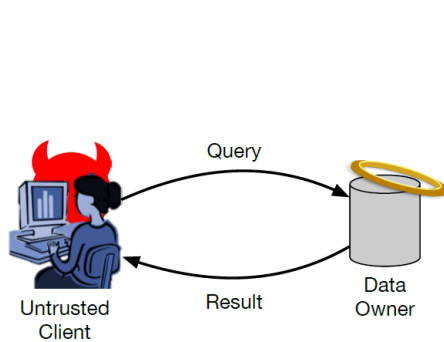 Query
Untrusted
Client
Result
Data
Owner